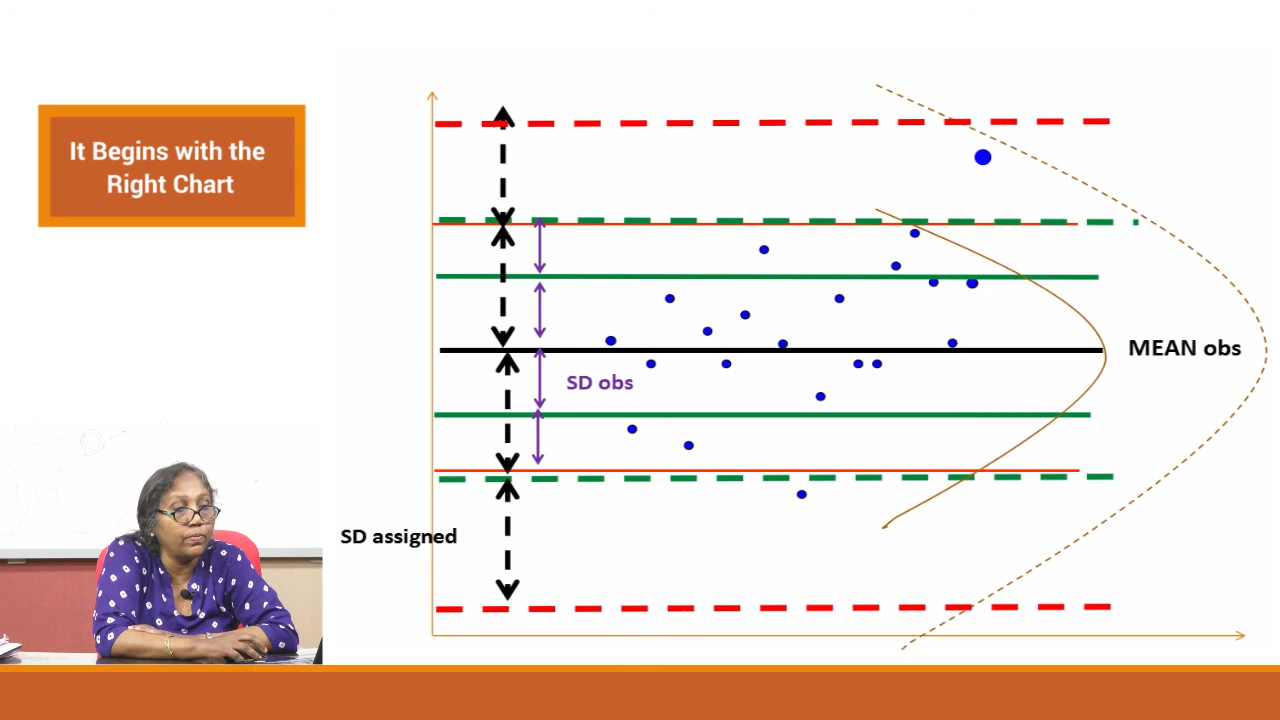 It Begins with the
Right Chart
MEAN obs
SD obs
SD assigned